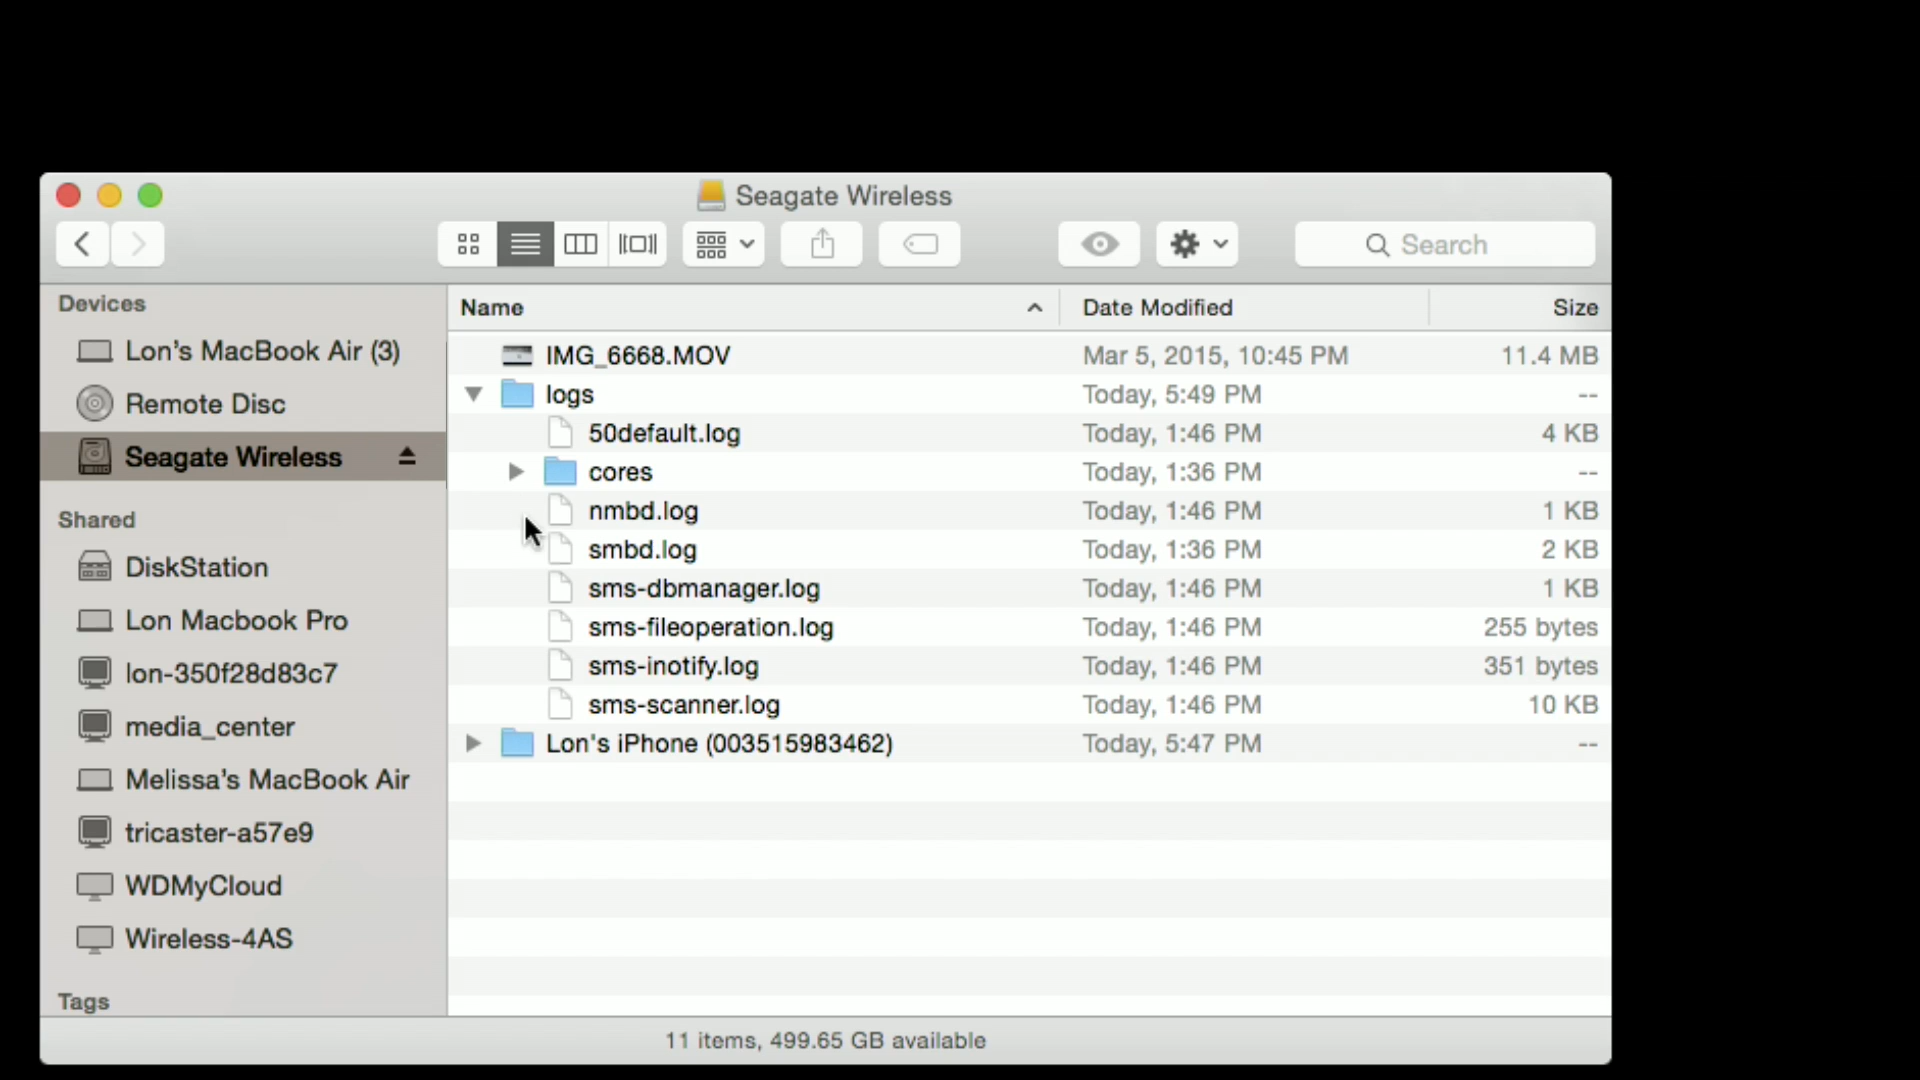 Seagate Wireless
Search
Devices
Lon's MacBook Air (3)
Remote Disc
Seagate Wireless
Shared
DiskStation
Lon Macbook Pro
lon-350f28d83c7
media_center
Melissa's MacBook Air
tricaster-a57e9
WDMyCloud
Wireless-4AS
Tags
Name Date Modified Size
IMG_6668.MOV Mar 5, 2015, 10:45 PM 11.4 MB
logs Today, 5:49 PM --
50default.log Today, 1:46 PM 4 KB
cores Today, 1:36 PM --
nmbd.log Today, 1:46 PM 1 KB
smbd.log Today, 1:36 PM 2 KB
sms-dbmanager.log Today, 1:46 PM 1 KB
sms-fileoperation.log Today, 1:46 PM 255 bytes
sms-inotify.log Today, 1:46 PM 351 bytes
sms-scanner.log Today, 1:46 PM 10 KB
Lon's iPhone (003515983462) Today, 5:47 PM --
11 items, 499.65 GB available